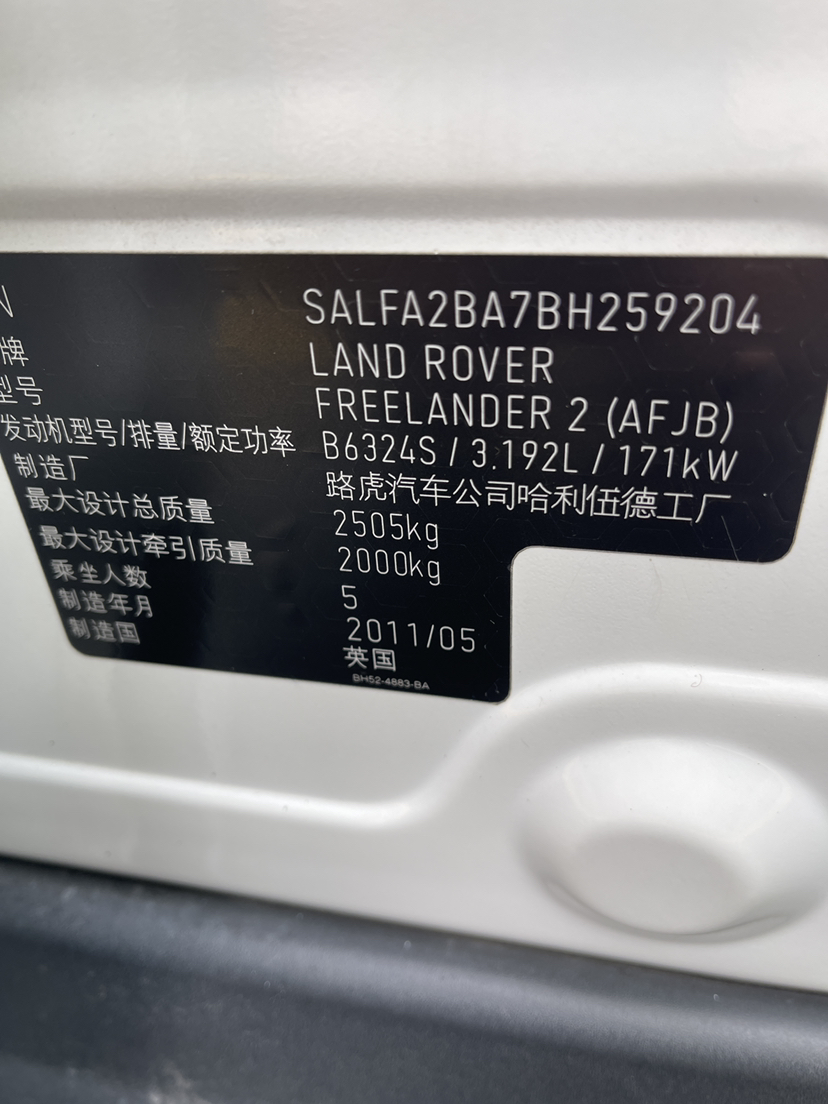 N SALFA2BA7BH259204
牌 LAND ROVER
型号 FREELANDER 2 (AFJB)
发动机型号/排量/额定功率 B6324S / 3.192L / 171kW
制造厂 路虎汽车公司哈利伍德工厂
最大设计总质量 2505kg
最大设计牵引质量 2000kg
乘坐人数 5
制造年月 2011/05
制造国 英国
BH52-4883-BA